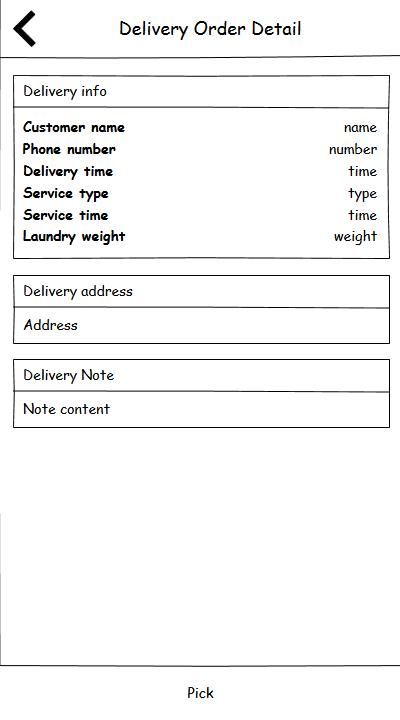 Delivery Order Detail
Delivery info
Customer name name
Phone number number
Delivery time time
Service type type
Service time time
Laundry weight weight
Delivery address
Address
Delivery Note
Note content
Pick